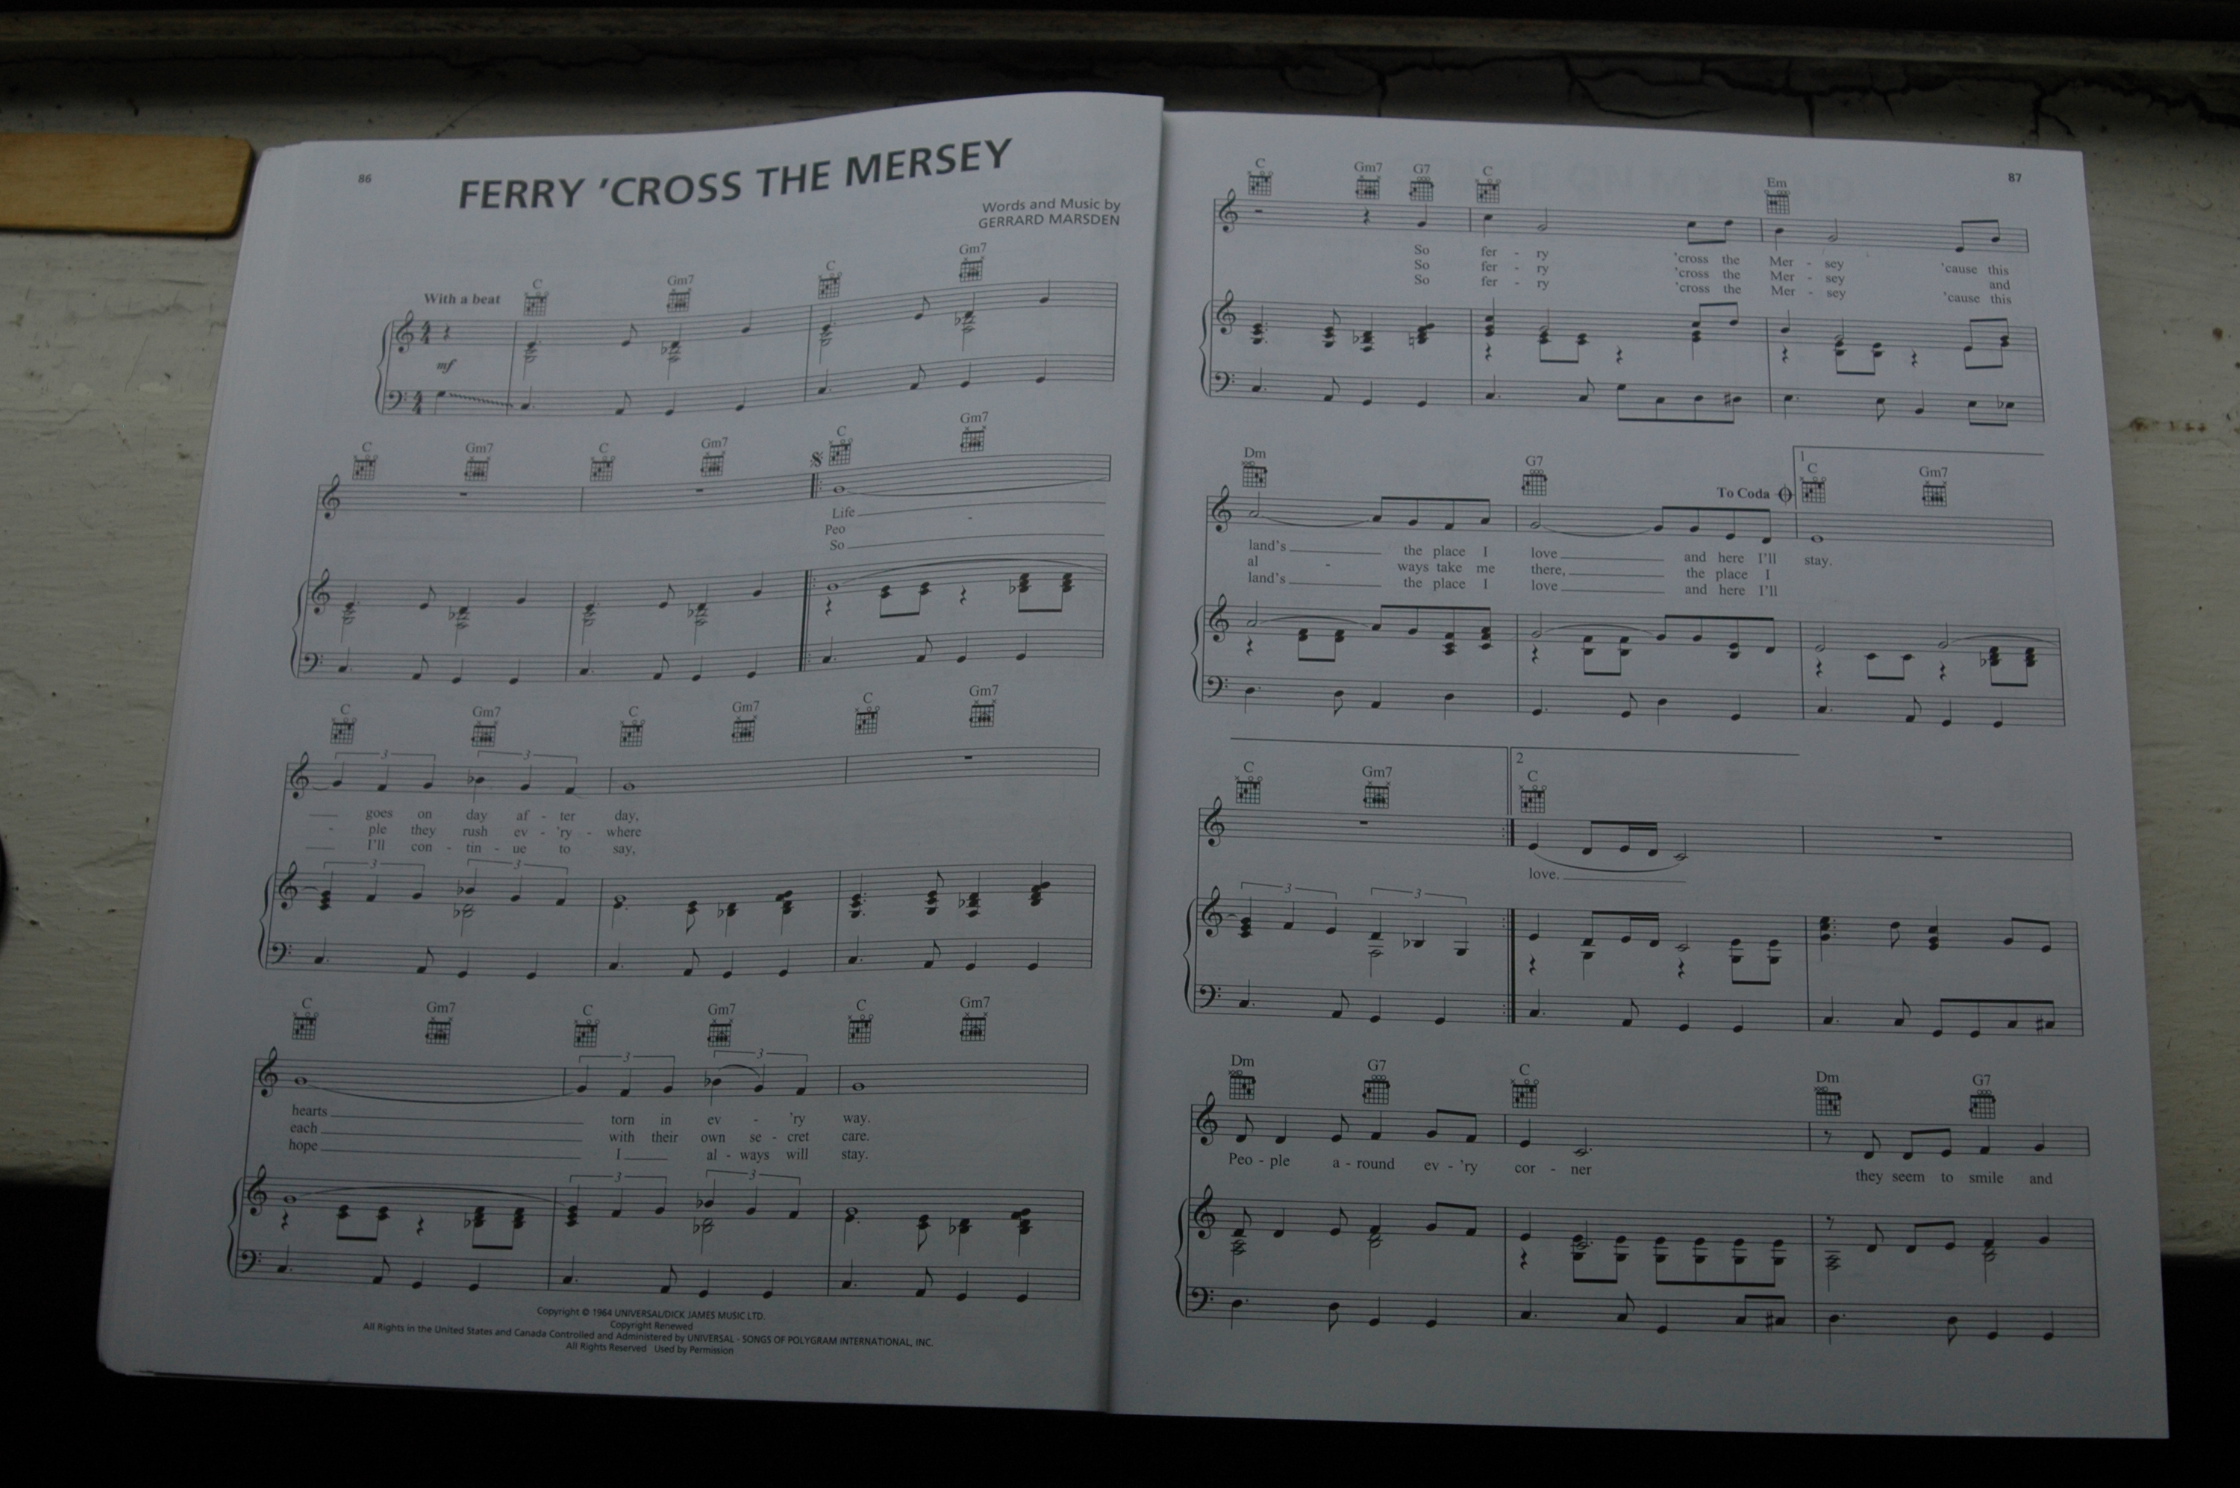 86
FERRY 'CROSS THE MERSEY
Words and Music by
GERRARD MARSDEN
With a beat
C Gm7 C Gm7
mf
C Gm7 C Gm7 C Gm7
Life
Peo -
So
C Gm7 C Gm7 C Gm7
goes on day af - ter day,
ple they rush ev - 'ry - where
I'll con - tin - ue to say,
C Gm7 C Gm7 C Gm7
hearts torn in ev - 'ry way.
each with their own se - cret care.
hope I al - ways will stay.
Copyright © 1964 UNIVERSAL/DICK JAMES MUSIC LTD.
Copyright Renewed
All Rights in the United States and Canada Controlled and Administered by UNIVERSAL - SONGS OF POLYGRAM INTERNATIONAL, INC.
All Rights Reserved Used by Permission
87
C Gm7 G7 C Em
So fer - ry 'cross the Mer - sey 'cause this
So fer - ry 'cross the Mer - sey and
So fer - ry 'cross the Mer - sey 'cause this
To Coda
1
Dm G7 C Gm7
land's the place I love and here I'll stay.
al - ways take me there, the place I
land's the place I love and here I'll
2
C Gm7 C
love.
Dm G7 C Dm G7
Peo - ple a - round ev - 'ry cor - ner they seem to smile and